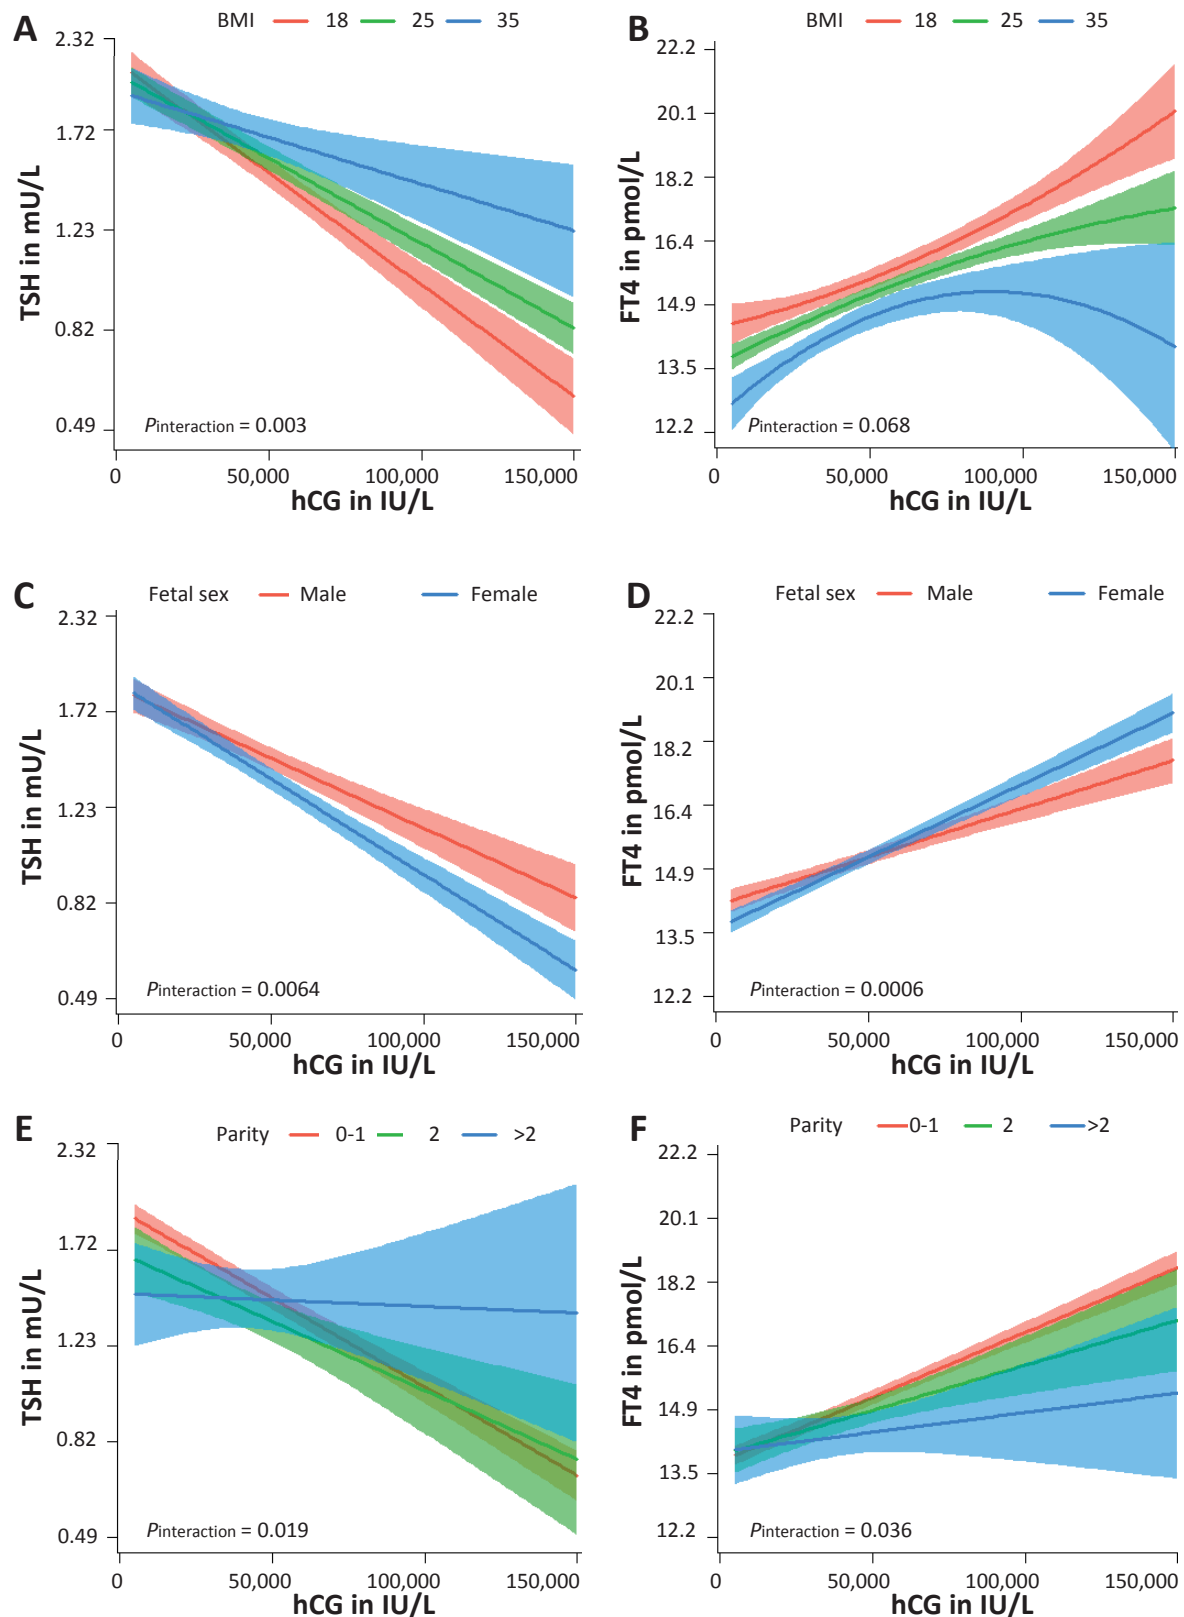 A
BMI 18 25 35
2.32
1.72
1.23
0.82
0.49
TSH in mU/L
Pinteraction = 0.003
0 50,000 100,000 150,000
hCG in IU/L
B
BMI 18 25 35
22.2
20.1
18.2
16.4
14.9
13.5
12.2
FT4 in pmol/L
Pinteraction = 0.068
0 50,000 100,000 150,000
hCG in IU/L
C
Fetal sex Male Female
2.32
1.72
1.23
0.82
0.49
TSH in mU/L
Pinteraction = 0.0064
0 50,000 100,000 150,000
hCG in IU/L
D
Fetal sex Male Female
22.2
20.1
18.2
16.4
14.9
13.5
12.2
FT4 in pmol/L
Pinteraction = 0.0006
0 50,000 100,000 150,000
hCG in IU/L
E
Parity 0-1 2 >2
2.32
1.72
1.23
0.82
0.49
TSH in mU/L
Pinteraction = 0.019
0 50,000 100,000 150,000
hCG in IU/L
F
Parity 0-1 2 >2
22.2
20.1
18.2
16.4
14.9
13.5
12.2
FT4 in pmol/L
Pinteraction = 0.036
0 50,000 100,000 150,000
hCG in IU/L